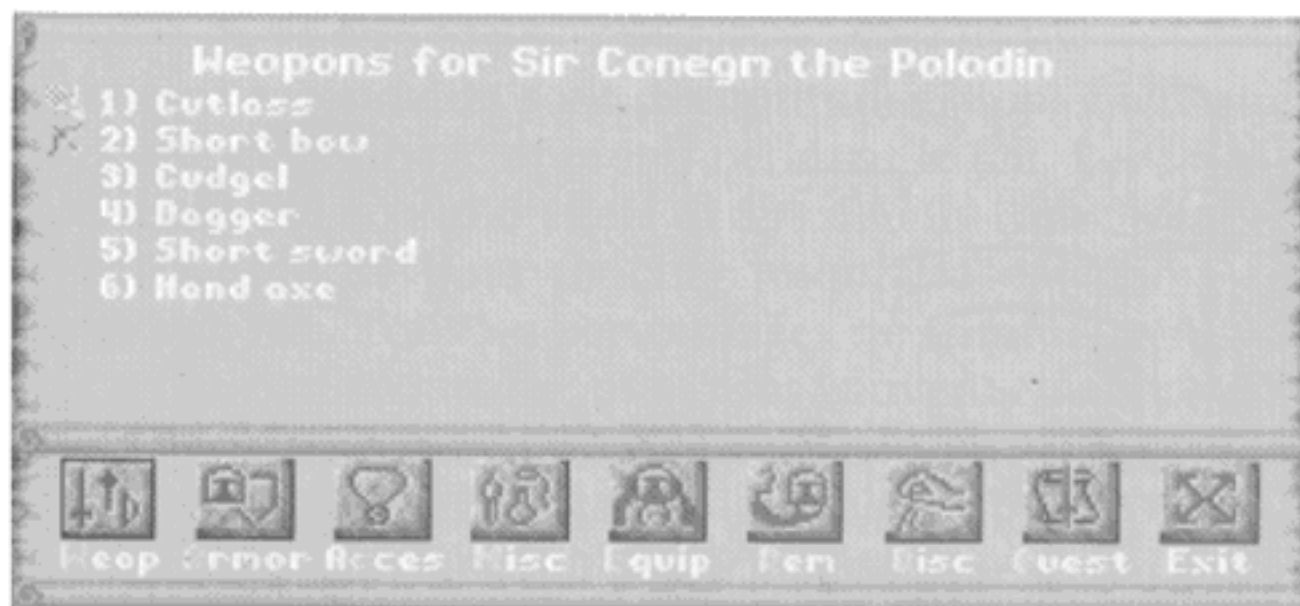 Weapons for Sir Canegm the Paladin
1) Cutlass
2) Short bow
3) Cudgel
4) Dagger
5) Short sword
6) Hand axe
Weap Armor Acces Misc Equip Rem Disc Quest Exit